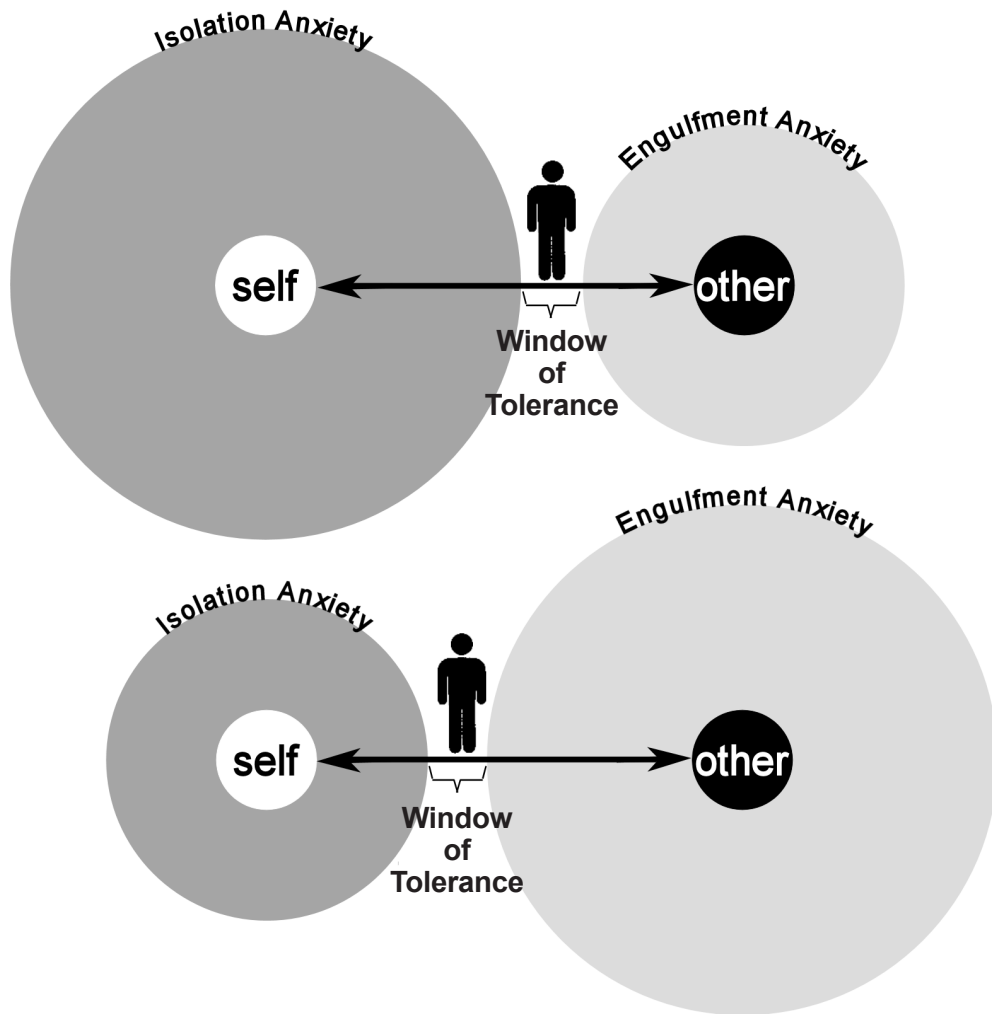 Isolation Anxiety
Engulfment Anxiety
self
other
Window
of
Tolerance
Engulfment Anxiety
Isolation Anxiety
self
other
Window
of
Tolerance